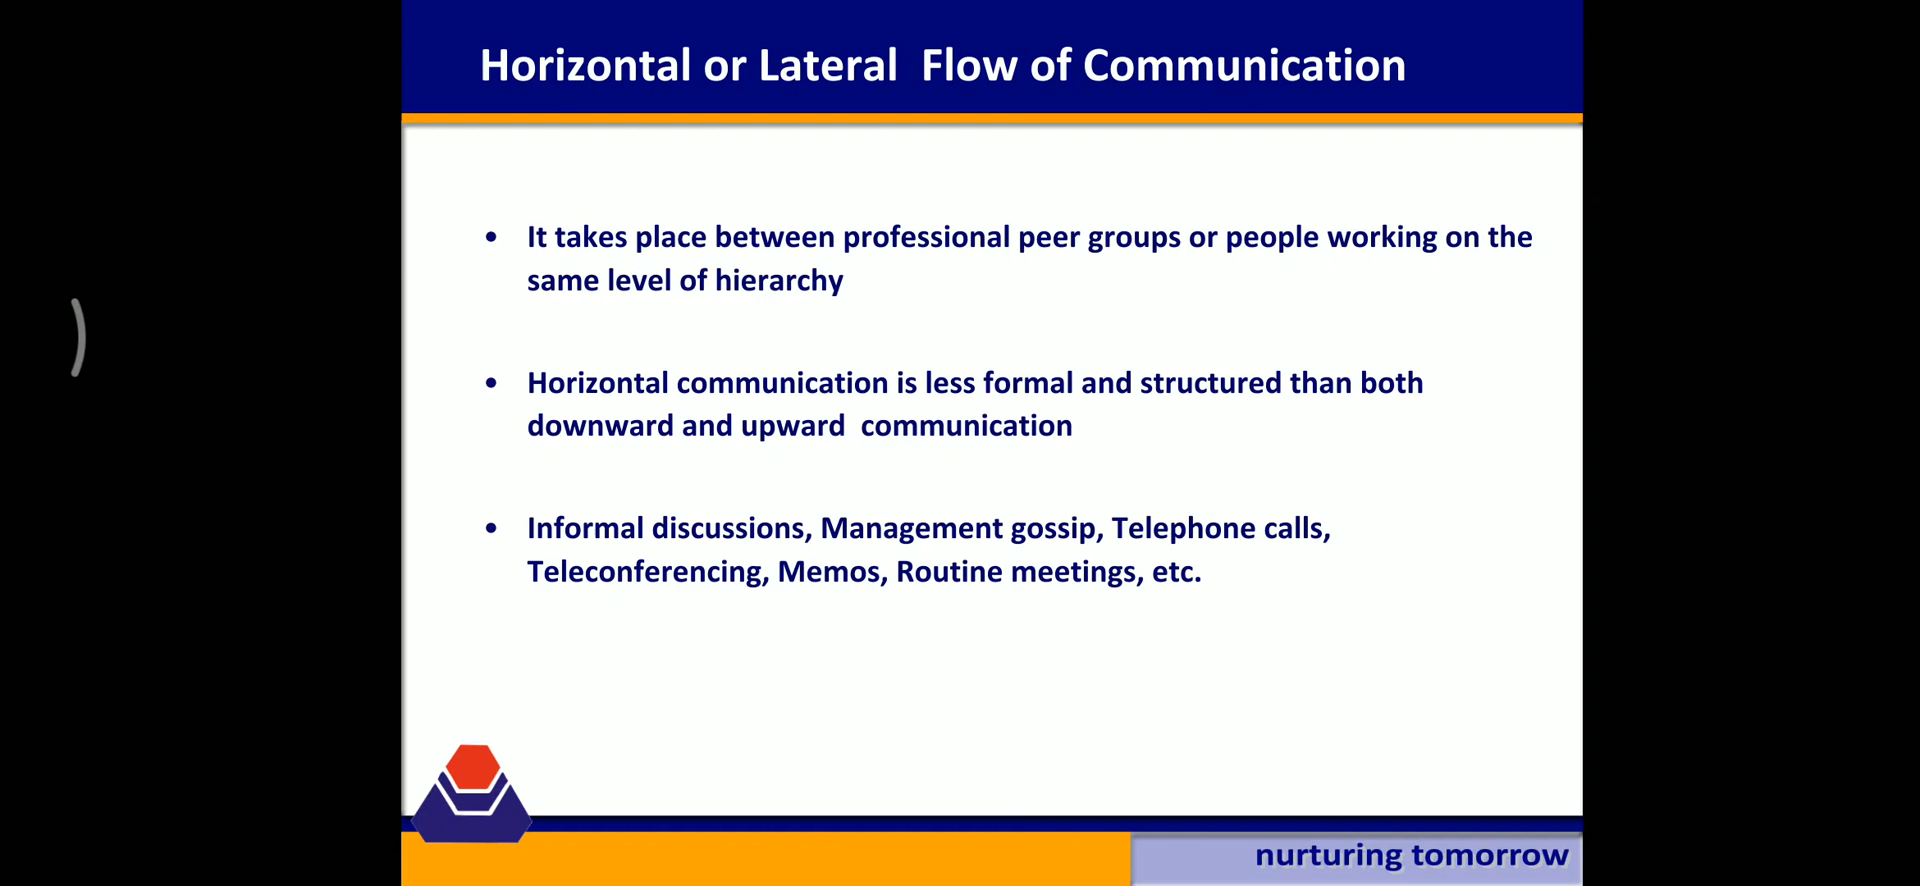 Horizontal or Lateral Flow of Communication
• It takes place between professional peer groups or people working on the
same level of hierarchy
• Horizontal communication is less formal and structured than both
downward and upward communication
• Informal discussions, Management gossip, Telephone calls,
Teleconferencing, Memos, Routine meetings, etc.
nurturing tomorrow